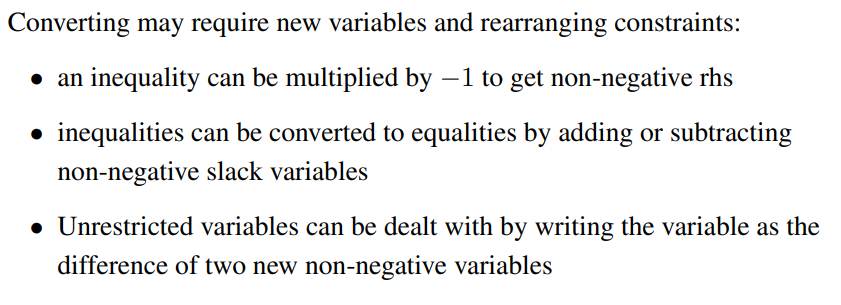 Converting may require new variables and rearranging constraints:
• an inequality can be multiplied by −1 to get non-negative rhs
• inequalities can be converted to equalities by adding or subtracting
non-negative slack variables
• Unrestricted variables can be dealt with by writing the variable as the
difference of two new non-negative variables